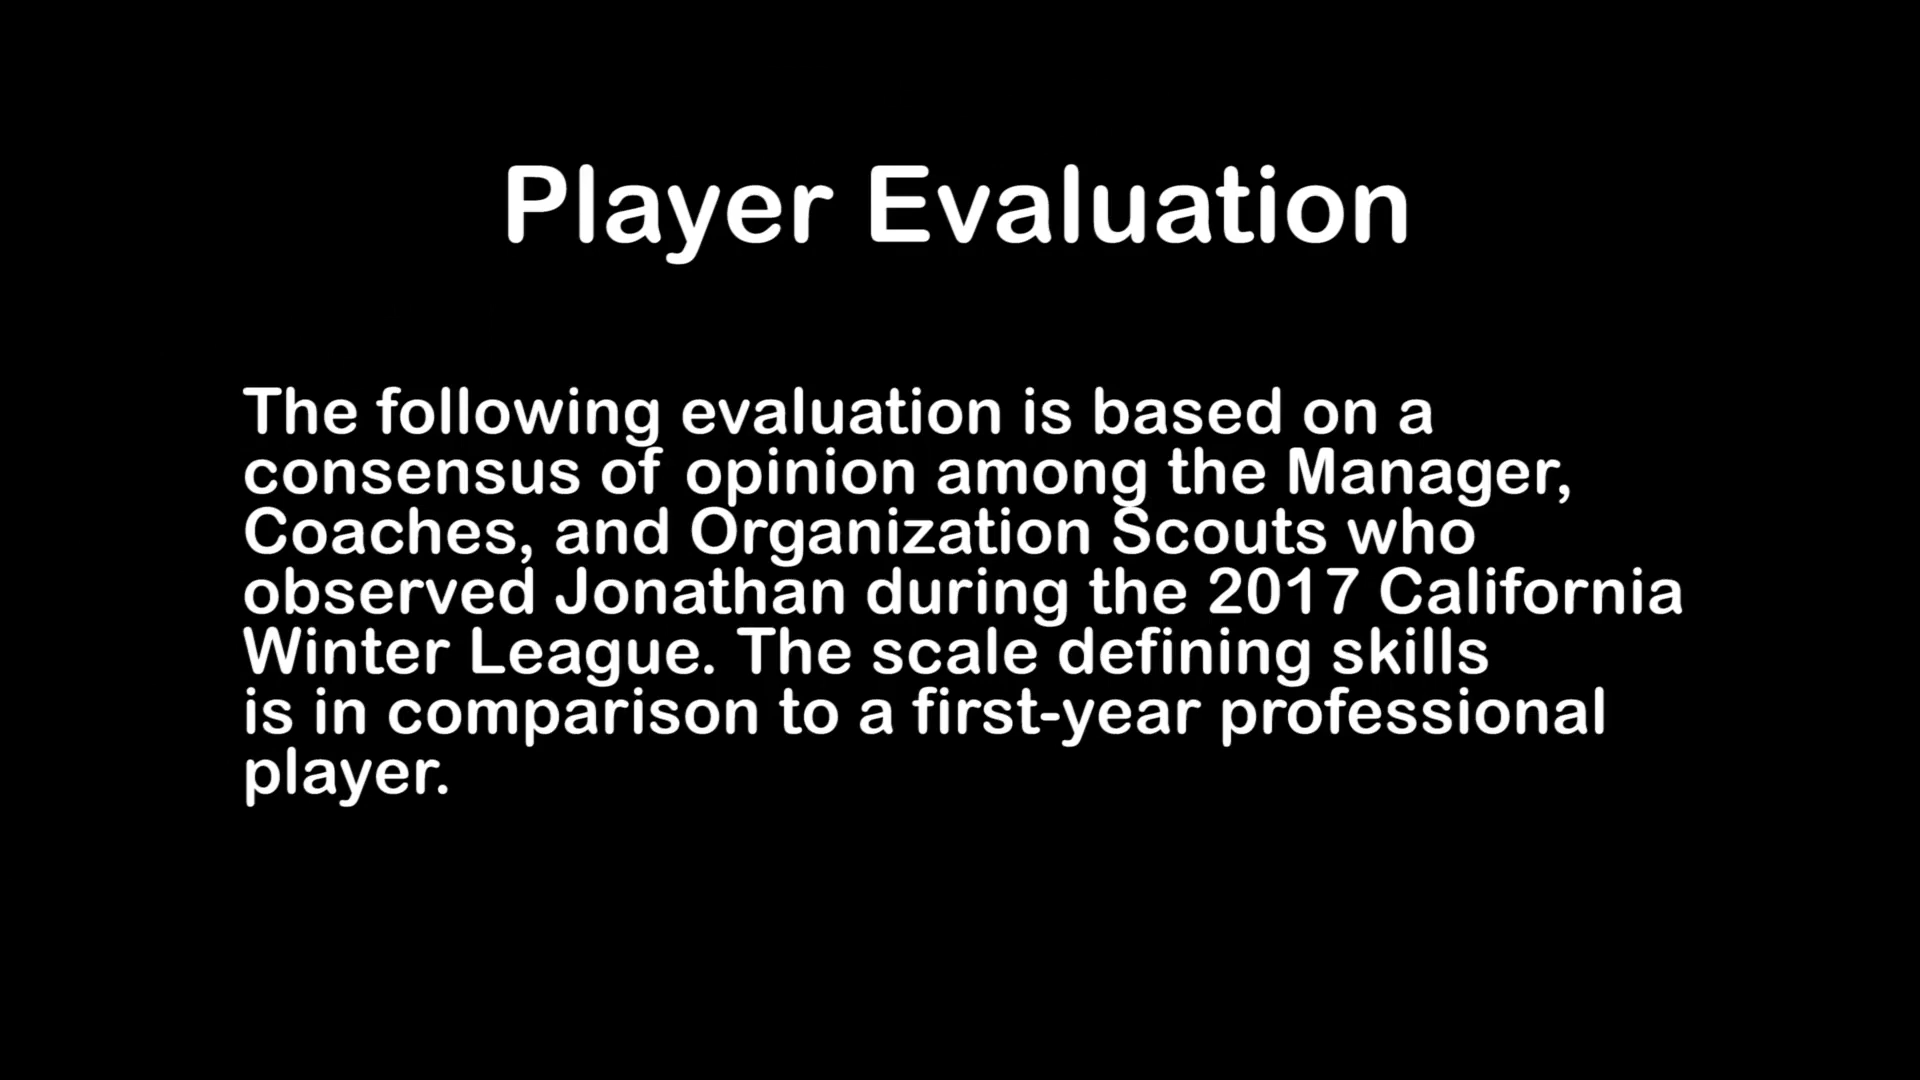 Player Evaluation
The following evaluation is based on a
consensus of opinion among the Manager,
Coaches, and Organization Scouts who
observed Jonathan during the 2017 California
Winter League. The scale defining skills
is in comparison to a first-year professional
player.